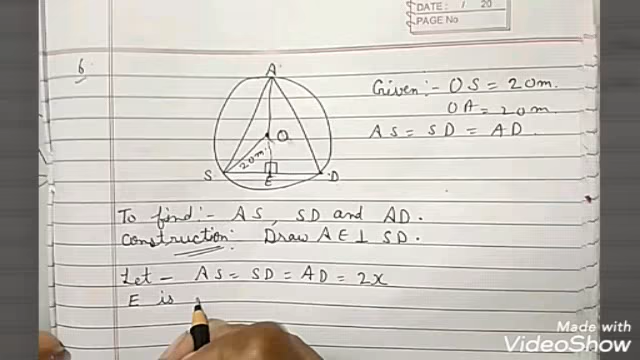 DATE: / 20
PAGE No
6
A
Given:- OS = 20m
OA = 20m
AS = SD = AD
O
20m
S
E
D
To find:- AS, SD and AD.
Construction: Draw AE ⊥ SD.
Let - AS = SD = AD = 2x
E is
Made with
VideoShow